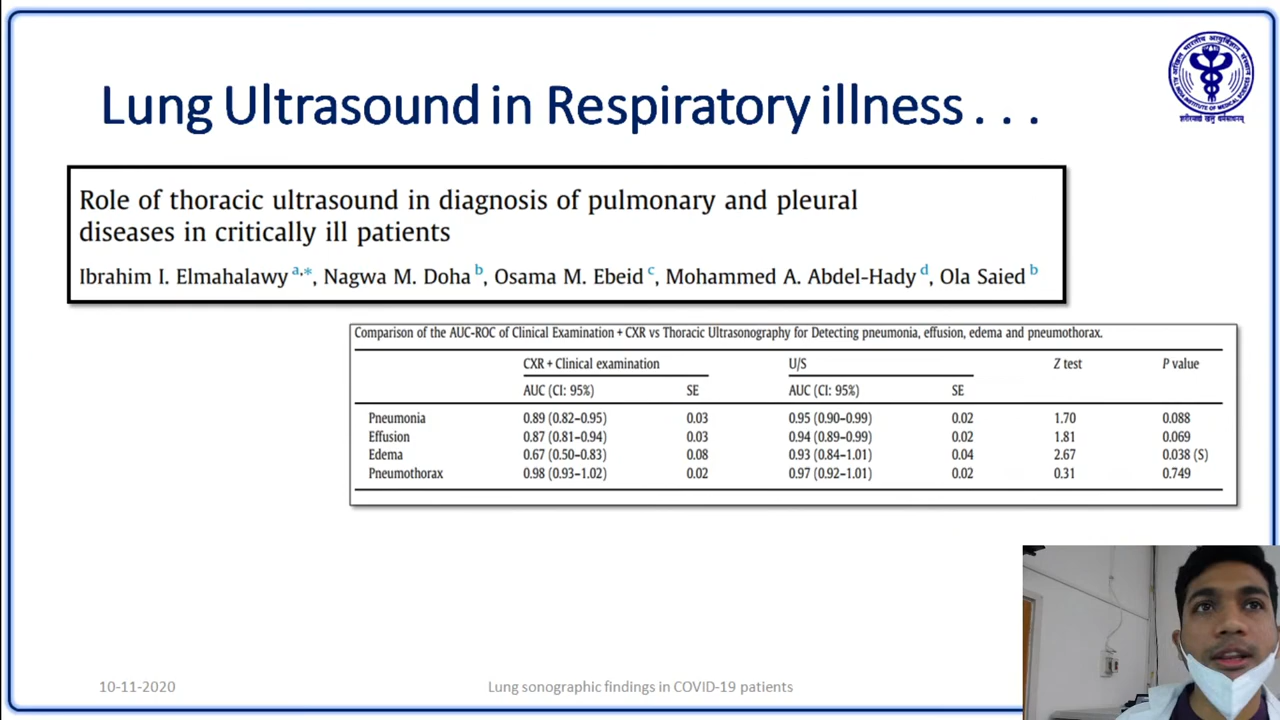 Lung Ultrasound in Respiratory illness . . .
Role of thoracic ultrasound in diagnosis of pulmonary and pleural
diseases in critically ill patients
Ibrahim I. Elmahalawy a,*, Nagwa M. Doha b, Osama M. Ebeid c, Mohammed A. Abdel-Hady d, Ola Saied b
Comparison of the AUC-ROC of Clinical Examination + CXR vs Thoracic Ultrasonography for Detecting pneumonia, effusion, edema and pneumothorax.
CXR + Clinical examination U/S Z test P value
AUC (CI: 95%) SE AUC (CI: 95%) SE
Pneumonia 0.89 (0.82–0.95) 0.03 0.95 (0.90–0.99) 0.02 1.70 0.088
Effusion 0.87 (0.81–0.94) 0.03 0.94 (0.89–0.99) 0.02 1.81 0.069
Edema 0.67 (0.50–0.83) 0.08 0.93 (0.84–1.01) 0.04 2.67 0.038 (S)
Pneumothorax 0.98 (0.93–1.02) 0.02 0.97 (0.92–1.01) 0.02 0.31 0.749
10-11-2020 Lung sonographic findings in COVID-19 patients